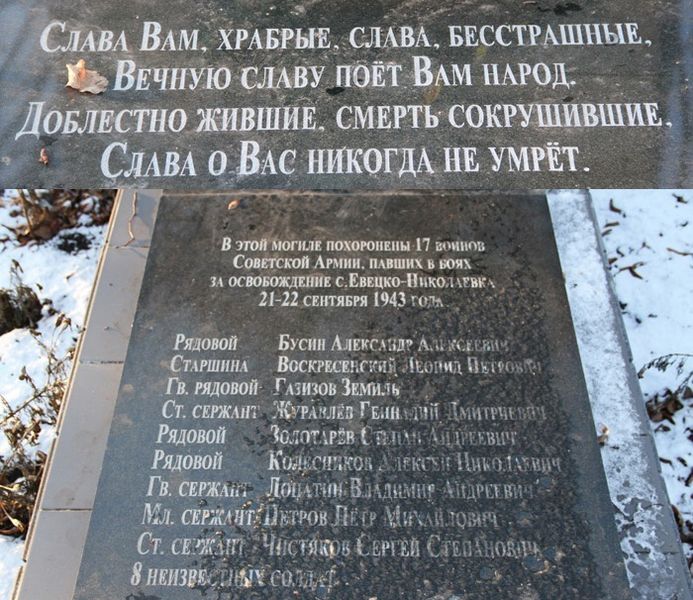 Слава Вам, храбрые, слава, бесстрашные,
Вечную славу поёт Вам народ.
Доблестно жившие, смерть сокрушившие,
Слава о Вас никогда не умрёт.
В этой могиле похоронены 17 воинов
Советской Армии, павших в боях
за освобождение с.Евецко-Николаевка
21-22 сентября 1943 года.
Рядовой Бусин Александр Алексеевич
Старшина Воскресенский Леонид Петрович
Гв. рядовой Газизов Земиль
Ст. сержант Журавлёв Геннадий Дмитриевич
Рядовой Золотарёв Степан Андреевич
Рядовой Колесников Алексей Николаевич
Гв. сержант Лопатин Владимир Андреевич
Мл. сержант Петров Пётр Михайлович
Ст. сержант Чистяков Сергей Степанович
8 неизвестных солдат